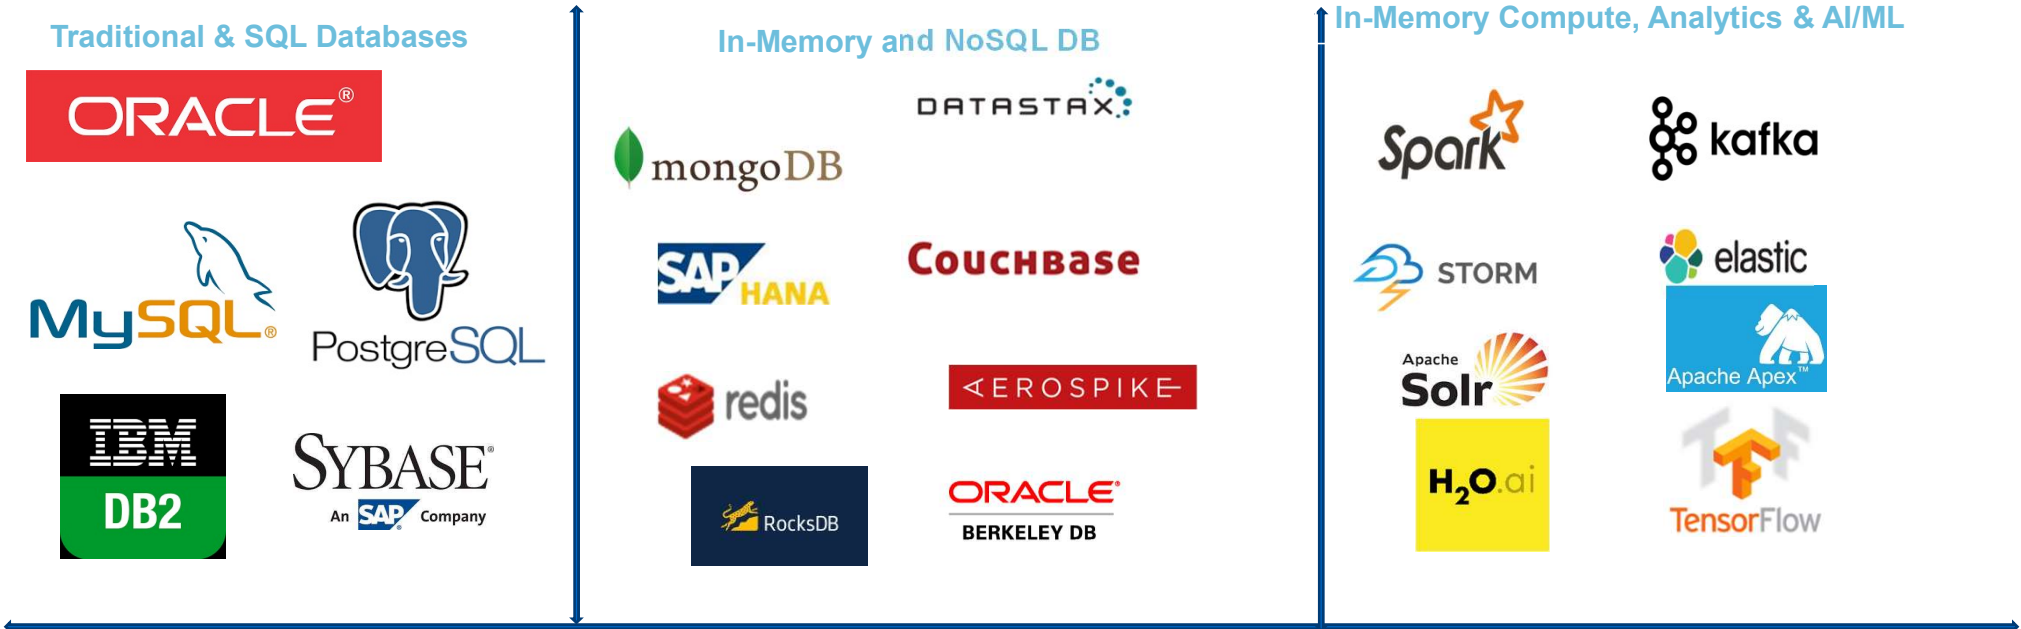 Traditional & SQL Databases
ORACLE®
MySQL®
PostgreSQL
IBM
DB2
SYBASE®
An SAP® Company
In-Memory and NoSQL DB
DATASTAX
mongoDB
SAP
HANA
COUCHBASE
redis
AEROSPIKE
RocksDB
ORACLE®
BERKELEY DB
In-Memory Compute, Analytics & AI/ML
Spark
kafka
STORM
elastic
Apache
Solr
Apache Apex™
H2O.ai
TensorFlow